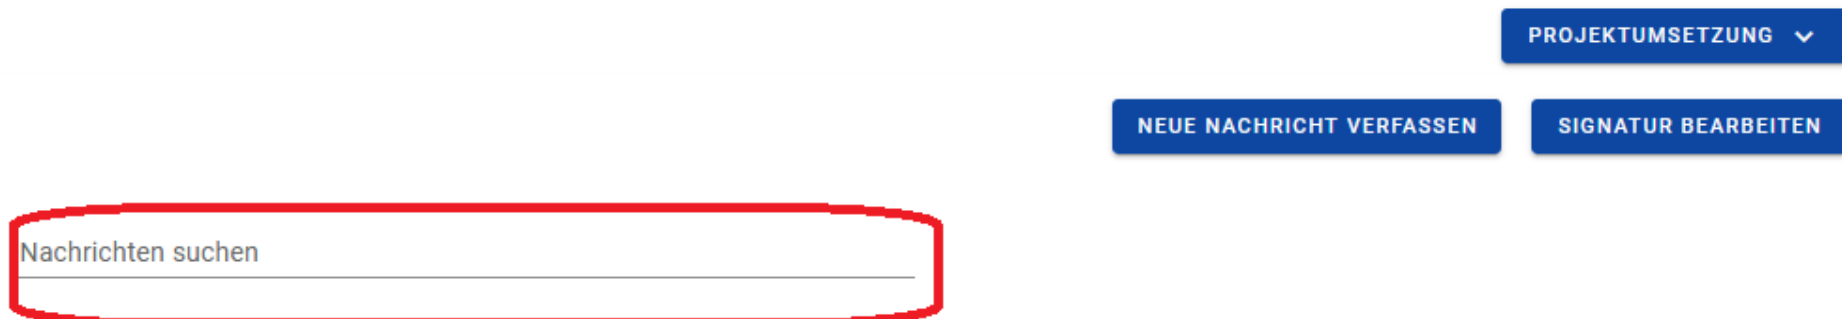 PROJEKTUMSETZUNG
NEUE NACHRICHT VERFASSEN
SIGNATUR BEARBEITEN
Nachrichten suchen